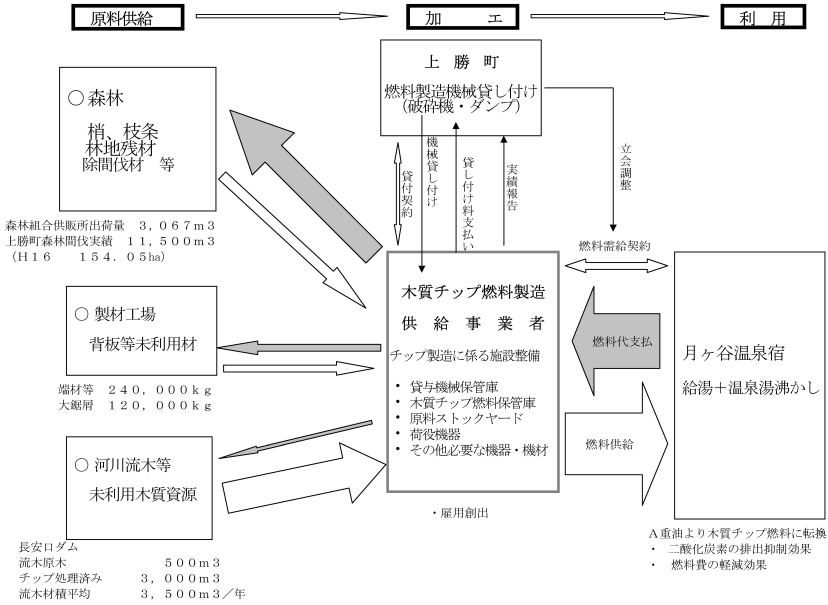 原料供給
加　　工
利　用
上　勝　町
燃料製造機械貸し付け
（破砕機・ダンプ）
○ 森林
梢、枝条
林地残材
除間伐材　等
森林組合供販所出荷量　３，０６７ｍ３
上勝町森林間伐実績　１１，５００ｍ３
（Ｈ１６　　１５４．０５ha）
貸付契約
機械貸し付け
貸し付け料支払い
実績報告
立会調整
燃料需給契約
○ 製材工場
背板等未利用材
端材等　２４０，０００ｋｇ
大鋸屑　１２０，０００ｋｇ
○ 河川流木等
未利用木質資源
長安口ダム
流木原木　　　　　　５００ｍ３
チップ処理済み　　３，０００ｍ３
流木材積平均　　　３，５００ｍ３／年
木質チップ燃料製造
供　給　事　業　者
チップ製造に係る施設整備
・ 貸与機械保管庫
・ 木質チップ燃料保管庫
・ 原料ストックヤード
・ 荷役機器
・ その他必要な機器・機材
・雇用創出
燃料代支払
燃料供給
月ヶ谷温泉宿
給湯＋温泉湯沸かし
Ａ重油より木質チップ燃料に転換
・　二酸化炭素の排出抑制効果
・　燃料費の軽減効果